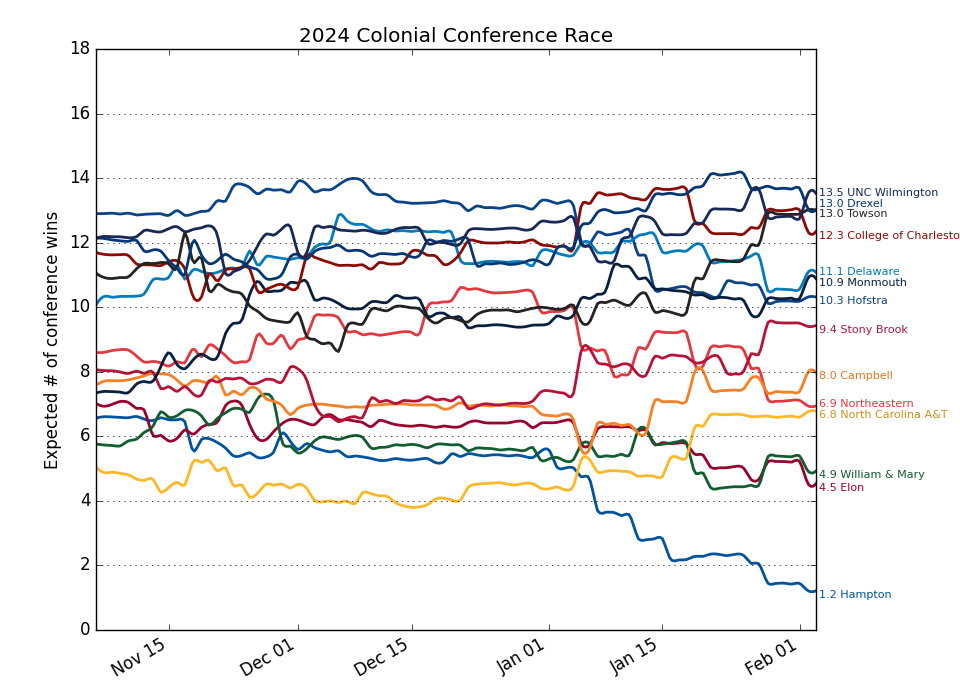 2024 Colonial Conference Race
Expected # of conference wins
18
16
14
12
10
8
6
4
2
0
Nov 15
Dec 01
Dec 15
Jan 01
Jan 15
Feb 01
13.5 UNC Wilmington
13.0 Drexel
13.0 Towson
12.3 College of Charlesto
11.1 Delaware
10.9 Monmouth
10.3 Hofstra
9.4 Stony Brook
8.0 Campbell
6.9 Northeastern
6.8 North Carolina A&T
4.9 William & Mary
4.5 Elon
1.2 Hampton